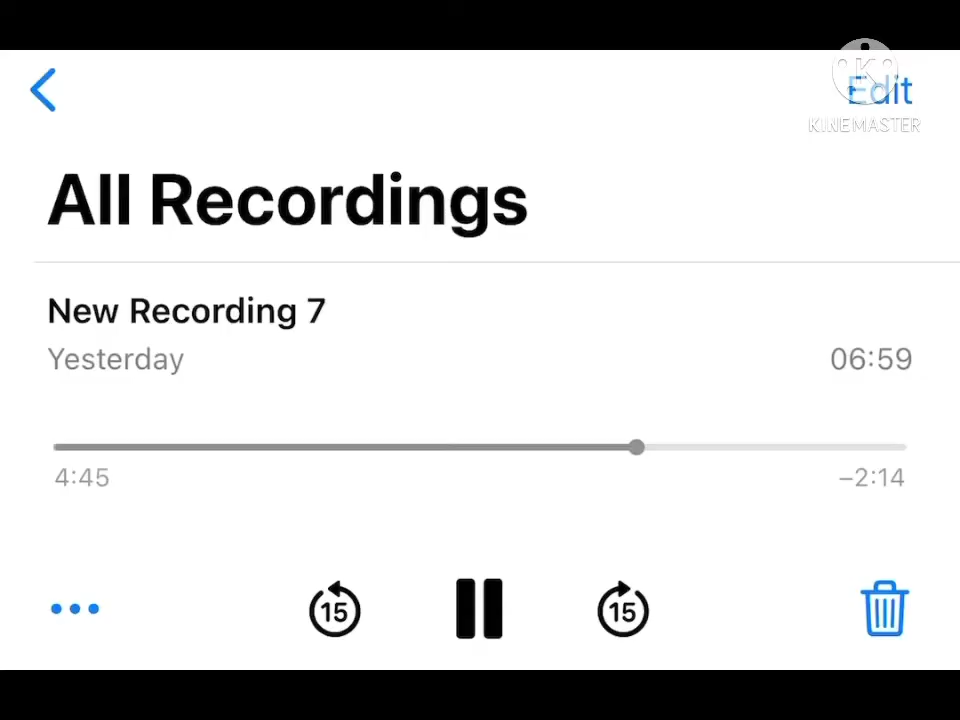 Edit
KINEMASTER
All Recordings
New Recording 7
Yesterday 06:59
4:45 –2:14
15 15